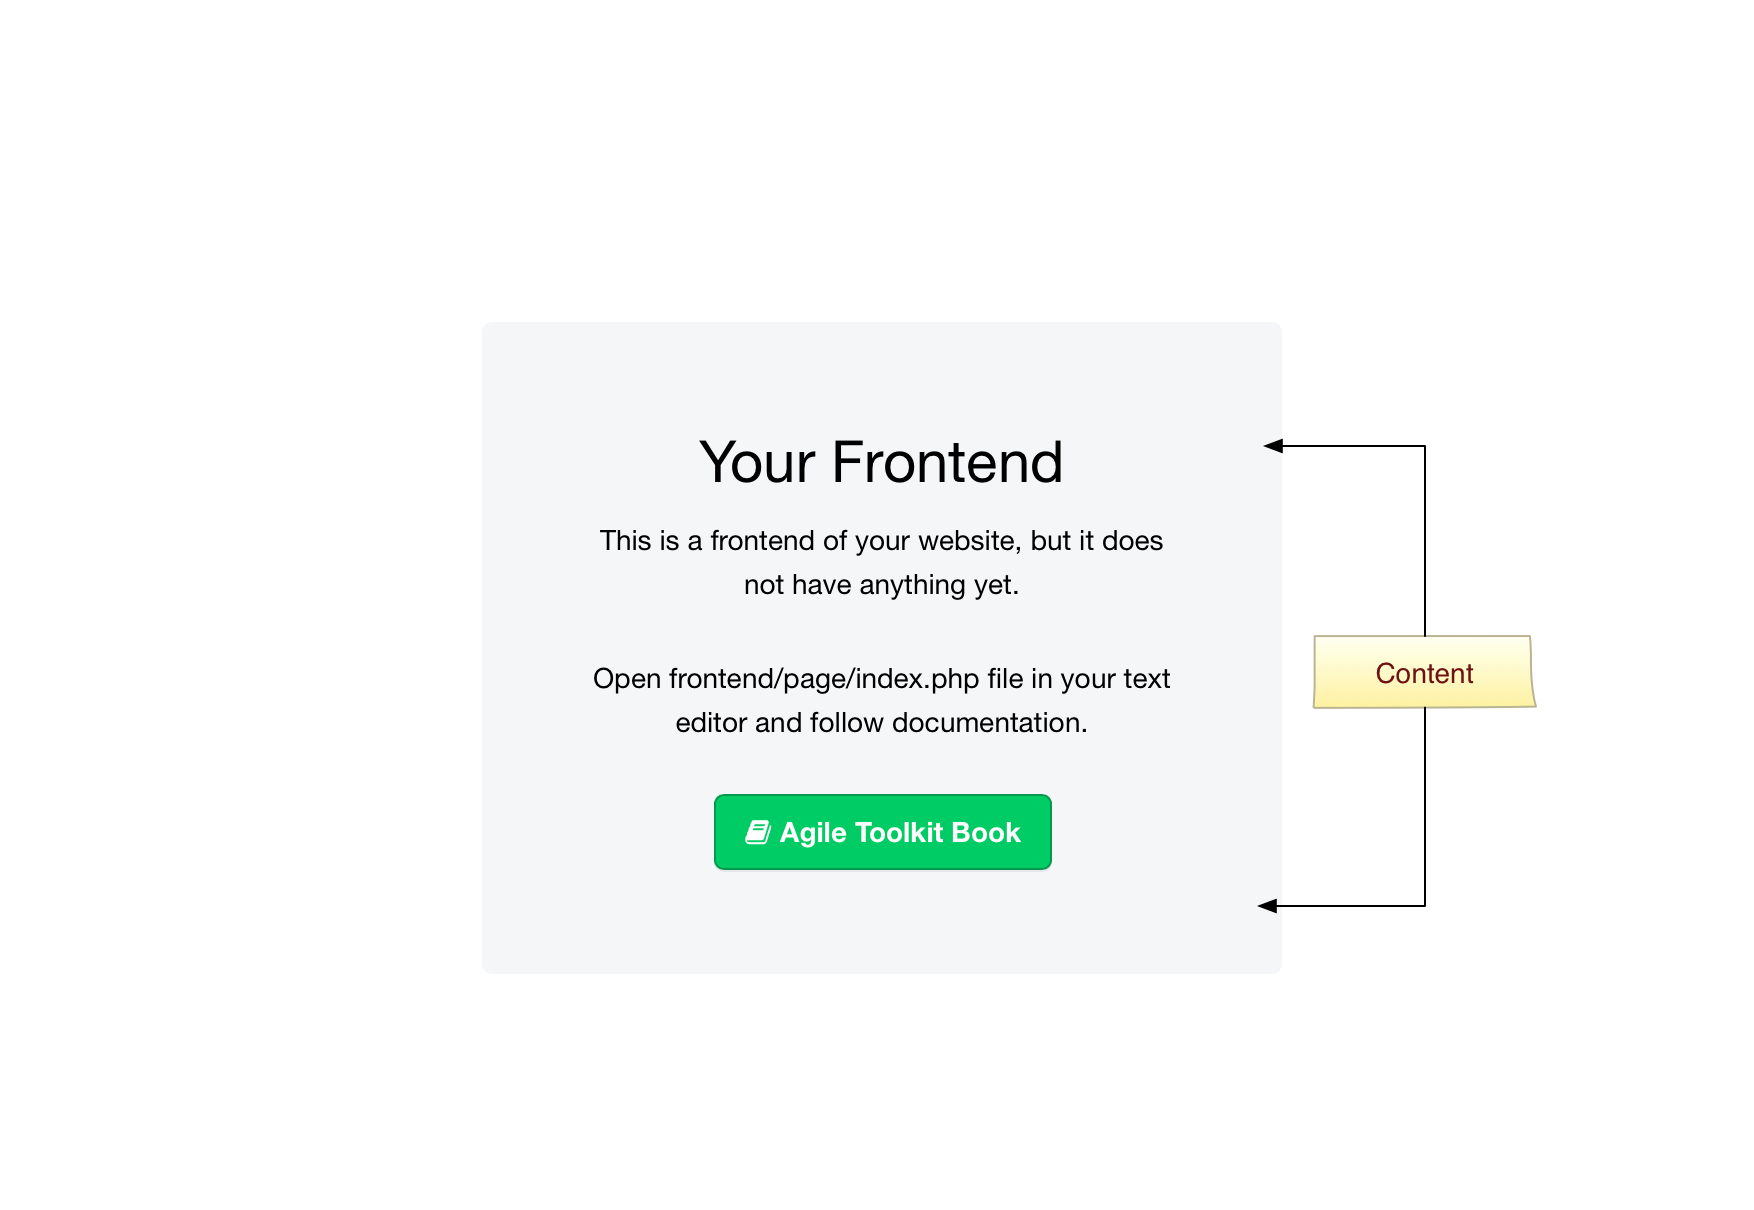 Your Frontend
This is a frontend of your website, but it does
not have anything yet.
Open frontend/page/index.php file in your text
editor and follow documentation.
Agile Toolkit Book
Content